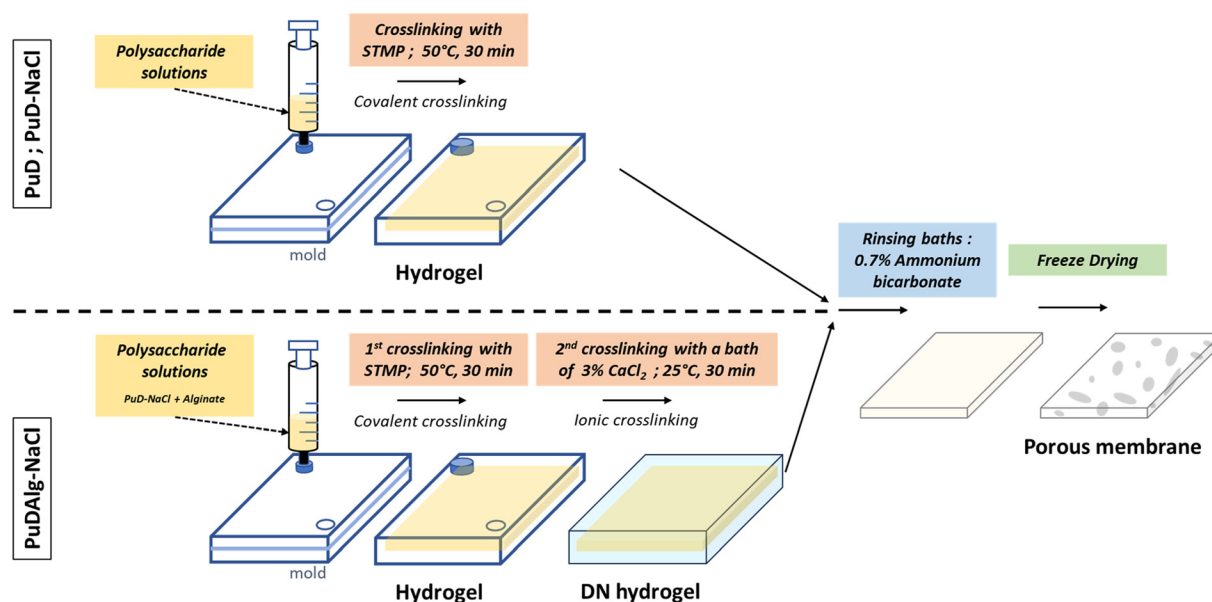 PuD ; PuD-NaCl
Polysaccharide
solutions
Crosslinking with
STMP ; 50°C, 30 min
Covalent crosslinking
mold
Hydrogel
Rinsing baths :
0.7% Ammonium
bicarbonate
Freeze Drying
Porous membrane
PuDAlg-NaCl
Polysaccharide
solutions
PuD-NaCl + Alginate
1st crosslinking with
STMP; 50°C, 30 min
Covalent crosslinking
2nd crosslinking with a bath
of 3% CaCl2 ; 25°C, 30 min
Ionic crosslinking
mold
Hydrogel
DN hydrogel